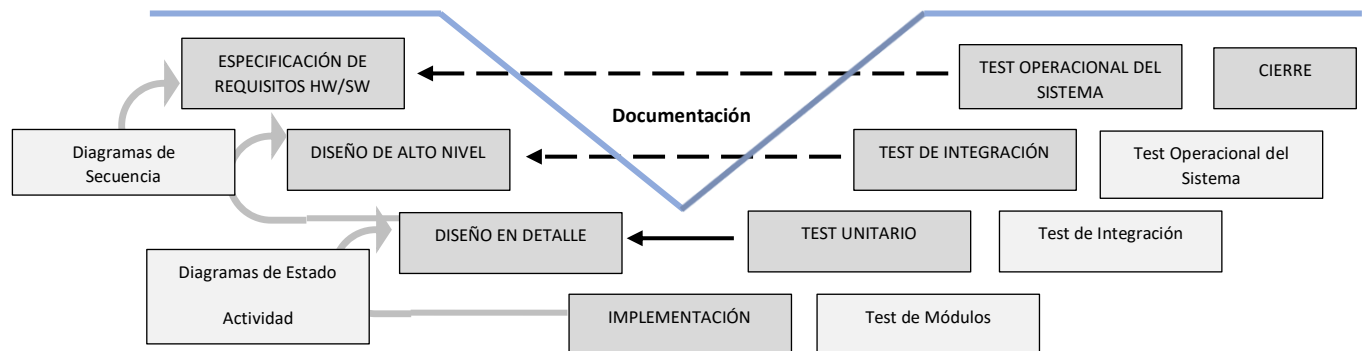 ESPECIFICACIÓN DE
REQUISITOS HW/SW
TEST OPERACIONAL DEL
SISTEMA
CIERRE
Documentación
Diagramas de
Secuencia
DISEÑO DE ALTO NIVEL
TEST DE INTEGRACIÓN
Test Operacional del
Sistema
DISEÑO EN DETALLE
TEST UNITARIO
Test de Integración
Diagramas de Estado
Actividad
IMPLEMENTACIÓN
Test de Módulos